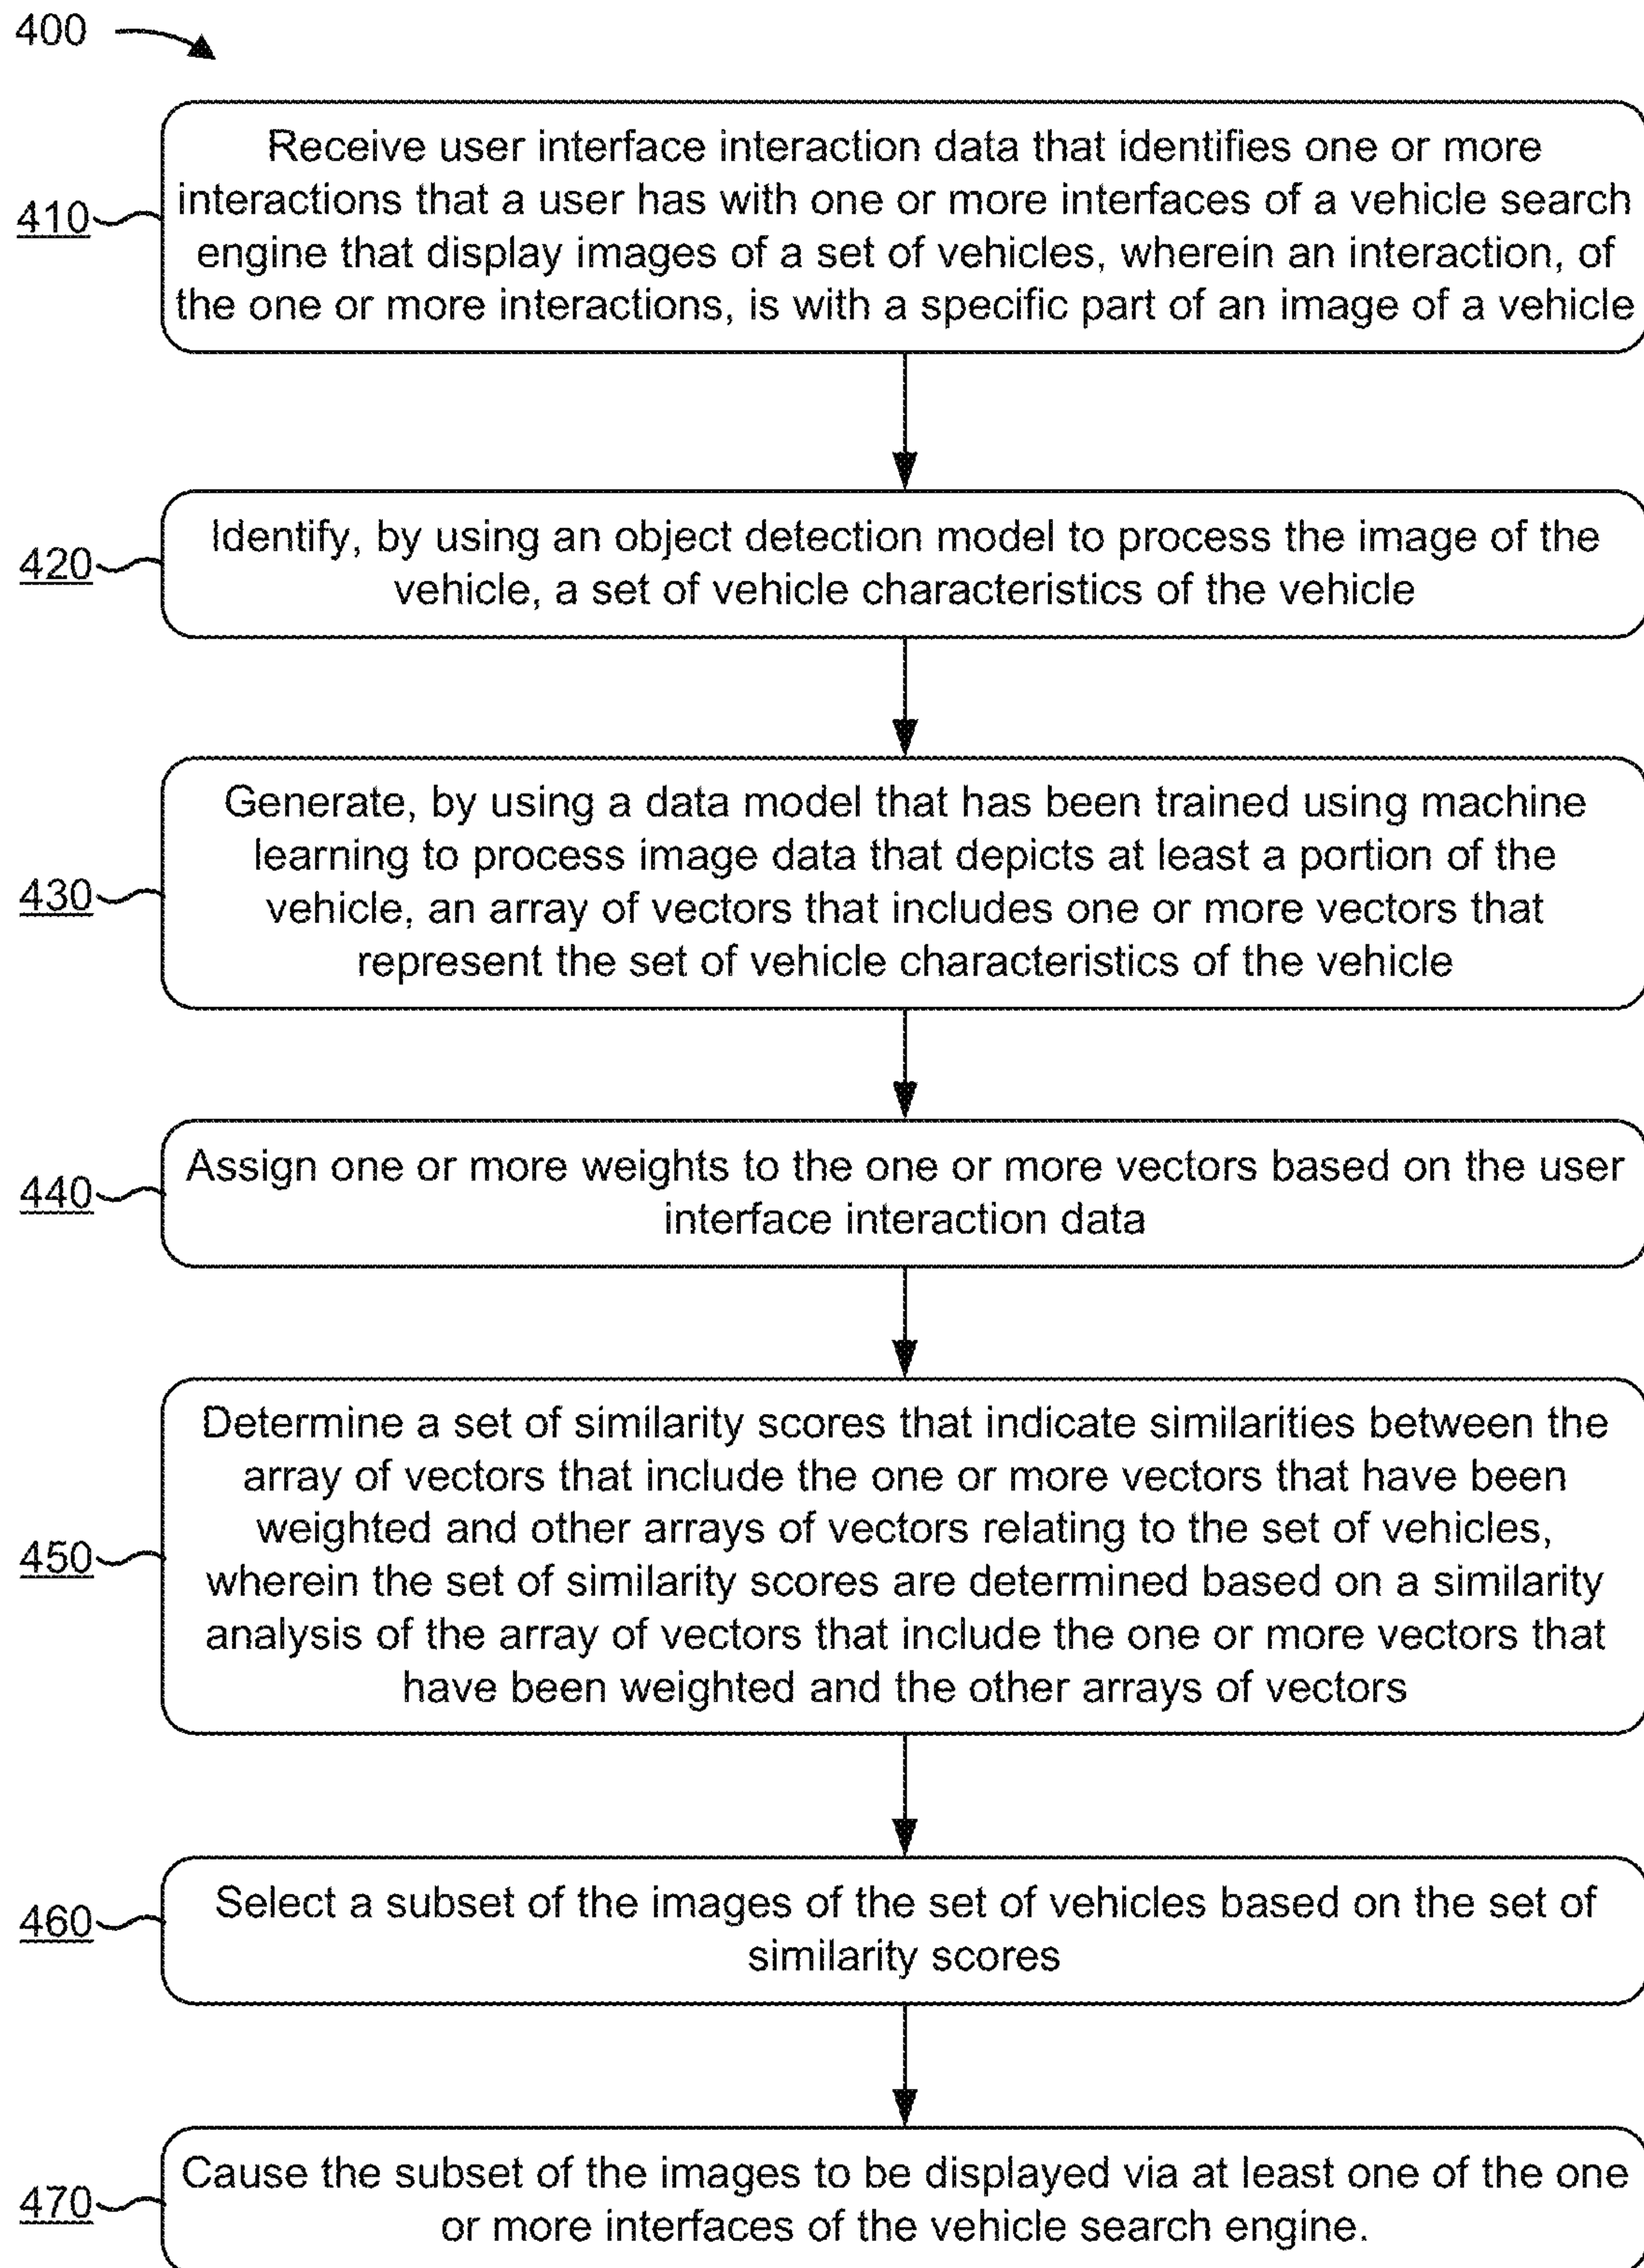 400
Receive user interface interaction data that identifies one or more
interactions that a user has with one or more interfaces of a vehicle search
engine that display images of a set of vehicles, wherein an interaction, of
the one or more interactions, is with a specific part of an image of a vehicle
410
Identify, by using an object detection model to process the image of the
vehicle, a set of vehicle characteristics of the vehicle
420
Generate, by using a data model that has been trained using machine
learning to process image data that depicts at least a portion of the
vehicle, an array of vectors that includes one or more vectors that
represent the set of vehicle characteristics of the vehicle
430
Assign one or more weights to the one or more vectors based on the user
interface interaction data
440
Determine a set of similarity scores that indicate similarities between the
array of vectors that include the one or more vectors that have been
weighted and other arrays of vectors relating to the set of vehicles,
wherein the set of similarity scores are determined based on a similarity
analysis of the array of vectors that include the one or more vectors that
have been weighted and the other arrays of vectors
450
Select a subset of the images of the set of vehicles based on the set of
similarity scores
460
Cause the subset of the images to be displayed via at least one of the one
or more interfaces of the vehicle search engine.
470